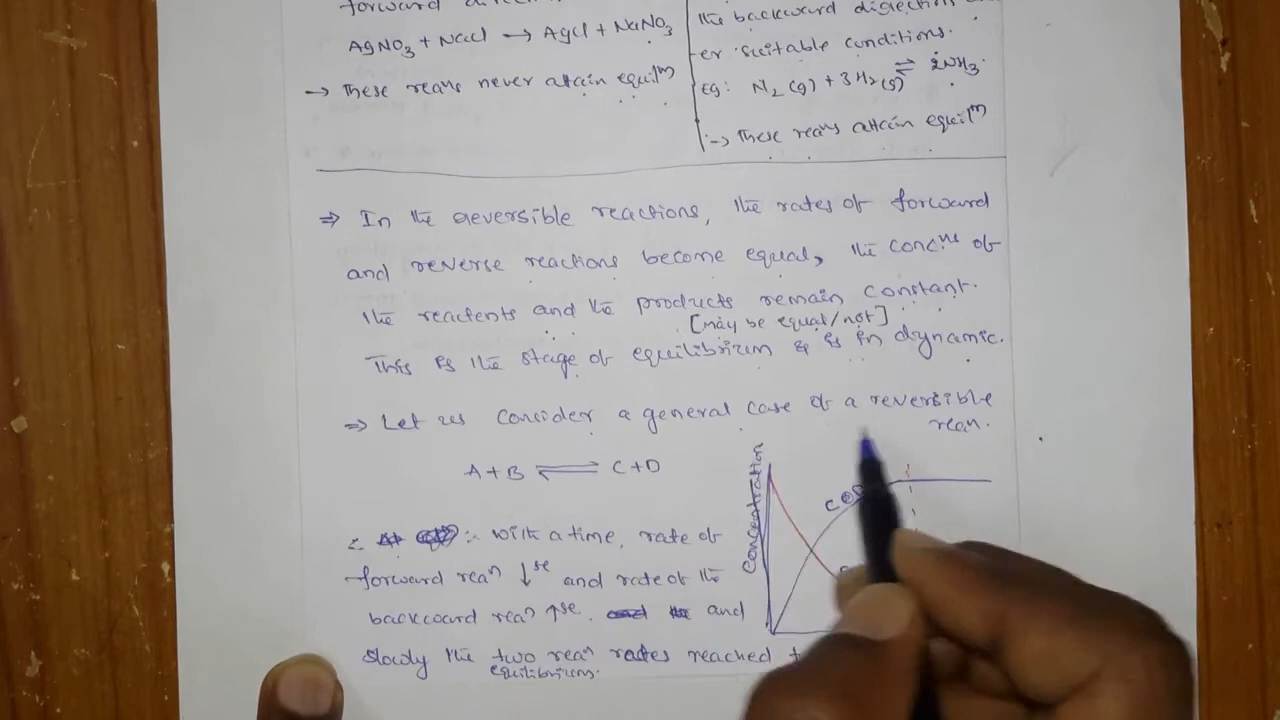 forward
AgNO3 + NaCl → AgCl + NaNO3
→ These reaⁿs never attain equilᵐ
the backward direction
er suitable conditions.
Eg: N2(g) + 3H2(g) ⇌ 2NH3.
:→ These reaⁿs attain equilᵐ
⇒ In the reversible reactions, the rates of forward
and reverse reactions become equal, the concⁿs of
the reactents and the products remain constant.
[may be equal/not]
This is the stage of equilibrium & is in dynamic.
⇒ Let us consider a general case of a reversible
reaⁿ.
A+B ⇌ C+D
:. with a time, rate of
forward reaⁿ ↓se and rate of the
backward reaⁿ ↑se. and
slowly the two reaⁿ rates reached
equilibrium.
Concentration